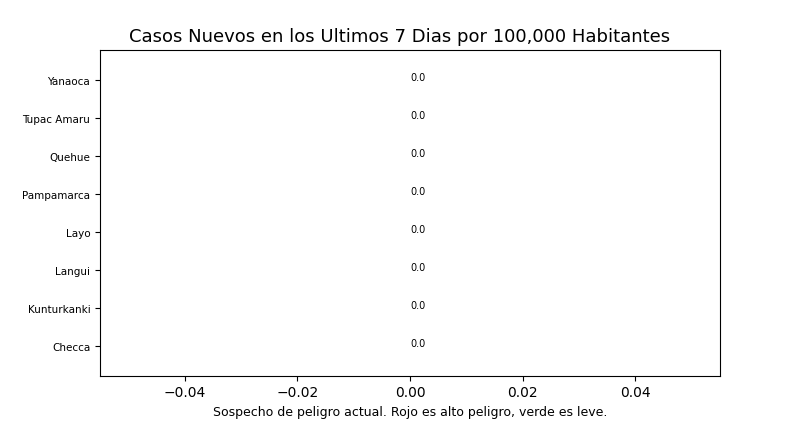 Casos Nuevos en los Ultimos 7 Dias por 100,000 Habitantes
Yanaoca 0.0
Tupac Amaru 0.0
Quehue 0.0
Pampamarca 0.0
Layo 0.0
Langui 0.0
Kunturkanki 0.0
Checca 0.0
−0.04 −0.02 0.00 0.02 0.04
Sospecho de peligro actual. Rojo es alto peligro, verde es leve.